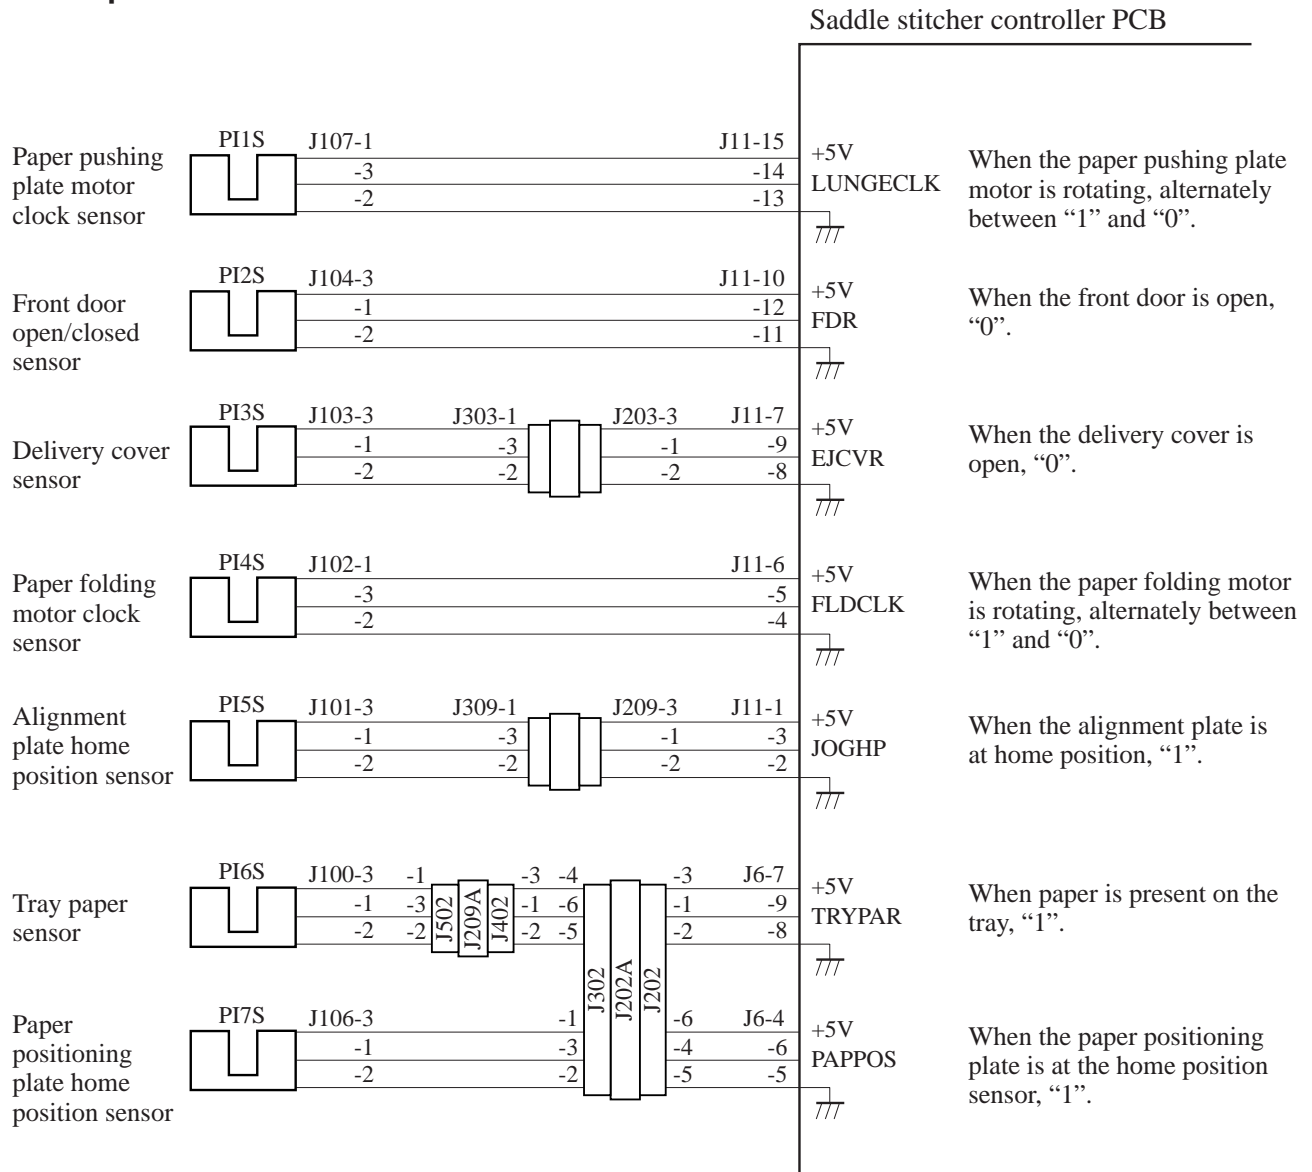 Saddle stitcher controller PCB
PI1S
J107-1
J11-15
+5V
Paper pushing
plate motor
clock sensor
-3
-14
LUNGECLK
-2
-13
When the paper pushing plate
motor is rotating, alternately
between “1” and “0”.
PI2S
J104-3
J11-10
+5V
Front door
open/closed
sensor
-1
-12
FDR
-2
-11
When the front door is open,
“0”.
PI3S
J103-3
J303-1
J203-3
J11-7
+5V
Delivery cover
sensor
-1
-3
-1
-9
EJCVR
-2
-2
-2
-8
When the delivery cover is
open, “0”.
PI4S
J102-1
J11-6
+5V
Paper folding
motor clock
sensor
-3
-5
FLDCLK
-2
-4
When the paper folding motor
is rotating, alternately between
“1” and “0”.
PI5S
J101-3
J309-1
J209-3
J11-1
+5V
Alignment
plate home
position sensor
-1
-3
-1
-3
JOGHP
-2
-2
-2
-2
When the alignment plate is
at home position, “1”.
PI6S
J100-3
-1
-3
-4
-3
J6-7
+5V
Tray paper
sensor
-1
-3
-1
-6
-1
-9
TRYPAR
-2
-2
-2
-5
-2
-8
J502
J209A
J402
When paper is present on the
tray, “1”.
J302
J202A
J202
PI7S
J106-3
-1
-6
J6-4
+5V
Paper
positioning
plate home
position sensor
-1
-3
-4
-6
PAPPOS
-2
-2
-5
-5
When the paper positioning
plate is at the home position
sensor, “1”.